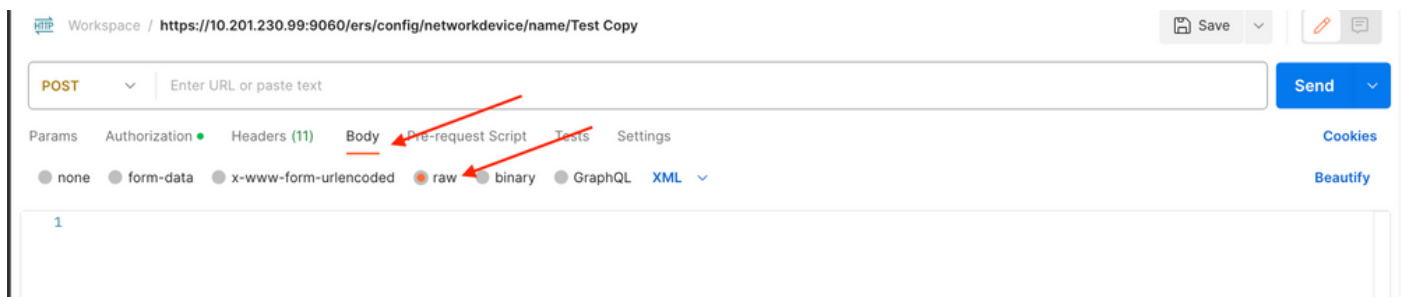 HTTP Workspace / https://10.201.230.99:9060/ers/config/networkdevice/name/Test Copy Save
POST Enter URL or paste text Send
Params Authorization Headers (11) Body Pre-request Script Tests Settings Cookies
none form-data x-www-form-urlencoded raw binary GraphQL XML Beautify
1